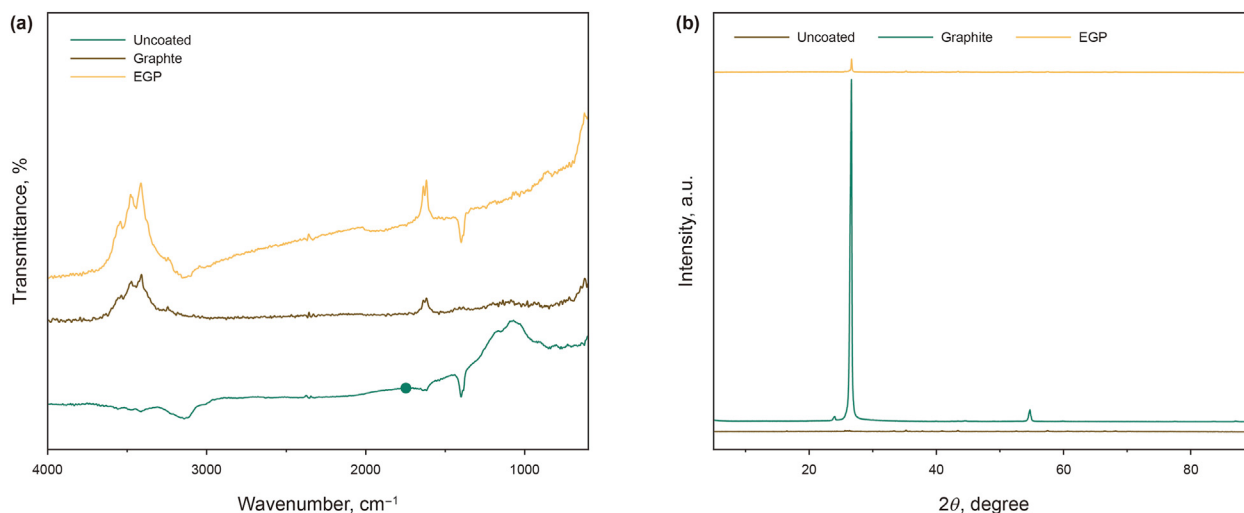 (a)
Uncoated
Graphte
EGP
Transmittance, %
4000
3000
2000
1000
Wavenumber, cm⁻¹
(b)
Uncoated
Graphite
EGP
Intensity, a.u.
20
40
60
80
2θ, degree